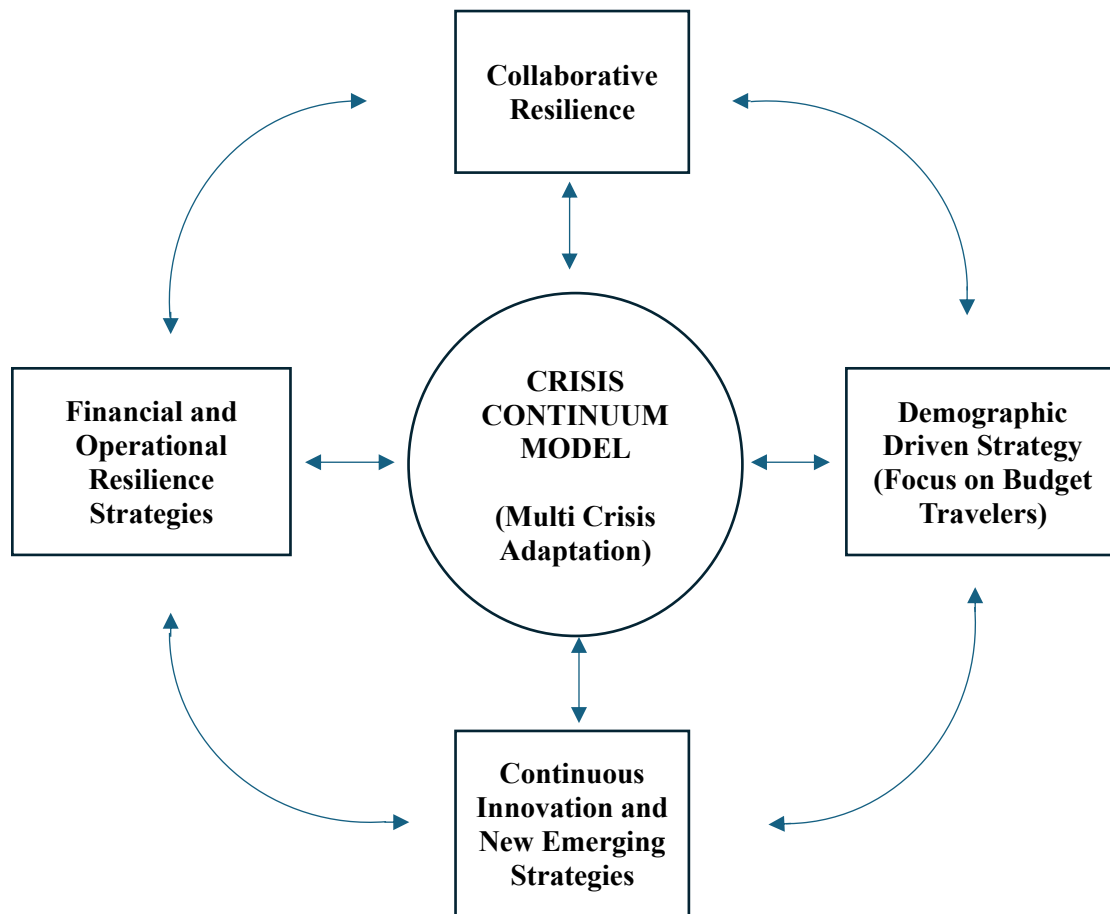 Collaborative
Resilience
Financial and
Operational
Resilience
Strategies
CRISIS
CONTINUUM
MODEL
(Multi Crisis
Adaptation)
Demographic
Driven Strategy
(Focus on Budget
Travelers)
Continuous
Innovation and
New Emerging
Strategies